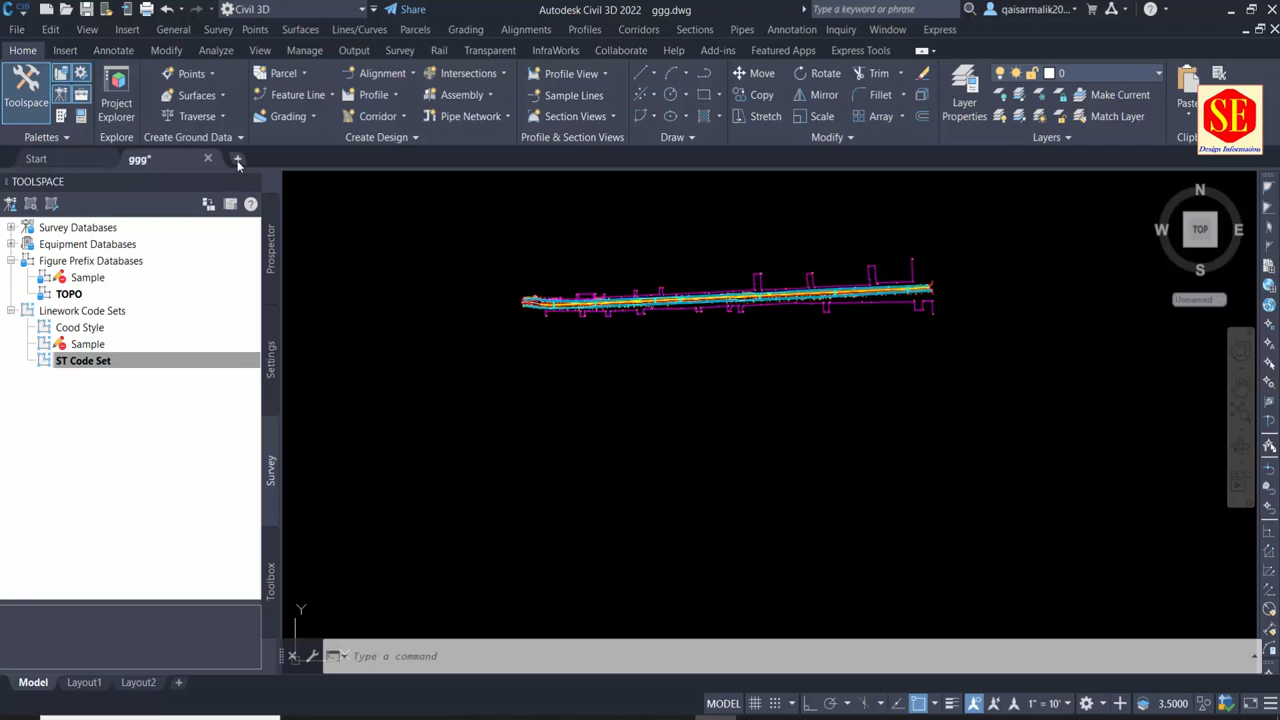 Civil 3D Share Autodesk Civil 3D 2022 ggg.dwg Type a keyword or phrase qaisarmalik20...
File Edit View Insert General Survey Points Surfaces Lines/Curves Parcels Grading Alignments Profiles Corridors Sections Pipes Annotation Inquiry Window Express
Home Insert Annotate Modify Analyze View Manage Output Survey Rail Transparent InfraWorks Collaborate Help Add-ins Featured Apps Express Tools
Points Parcel Alignment Intersections Profile View Move Rotate Trim 0
Toolspace Project Explorer Surfaces Feature Line Profile Assembly Sample Lines Copy Mirror Fillet Layer Properties Make Current Paste
Traverse Grading Corridor Pipe Network Section Views Stretch Scale Array Match Layer
Palettes Explore Create Ground Data Create Design Profile & Section Views Draw Modify Layers Clipb
SE
Design Information
Start ggg*
TOOLSPACE
Survey Databases
Equipment Databases
Figure Prefix Databases
Sample
TOPO
Linework Code Sets
Cood Style
Sample
ST Code Set
Prospector
Settings
Survey
Toolbox
N
W TOP E
S
Unnamed
Y
Type a command
Model Layout1 Layout2
MODEL 1" = 10' 3.5000